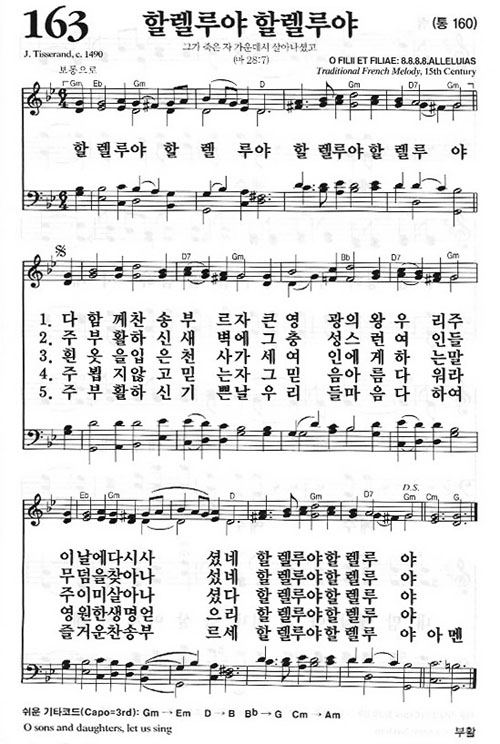 163 할렐루야 할렐루야 (통 160)
J. Tisserand, c. 1490
그가 죽은 자 가운데서 살아나셨고
(마 28:7)
O FILII ET FILIAE: 8.8.8.8.ALLELUIAS
Traditional French Melody, 15th Century
보통으로
Gm Eb Gm D Gm D7 Gm
할 렐루야 할 렐 루야 할렐루야할렐루 야
D7 Gm Bb D7 Gm
1. 다 함 께찬 송 부 르자 큰 영 광의 왕 우 리주
2. 주 부 활하 신 새 벽에 그 충 성스 런 여 인들
3. 흰 옷 을입 은 천 사가 세 여 인에 게 하 는말
4. 주 뵙 지않 고 믿 는자 그 믿 음아 름 다 워라
5. 주 부 활하 신 기 쁜날 우 리 들마 음 다 하여
Eb Gm D Gm D7 Gm Cm G
D.S.
이날에다시사 셨네 할렐루야할렐루 야
무덤을찾아나 섰네 할렐루야할렐루 야
주이미살아나 셨다 할렐루야할렐루 야
영원한생명얻 으리 할렐루야할렐루 야
즐거운찬송부 르세 할렐루야할렐루 야 아멘
쉬운 기타코드(Capo=3rd): Gm → Em D → B Bb → G Cm → Am
O sons and daughters, let us sing
부활